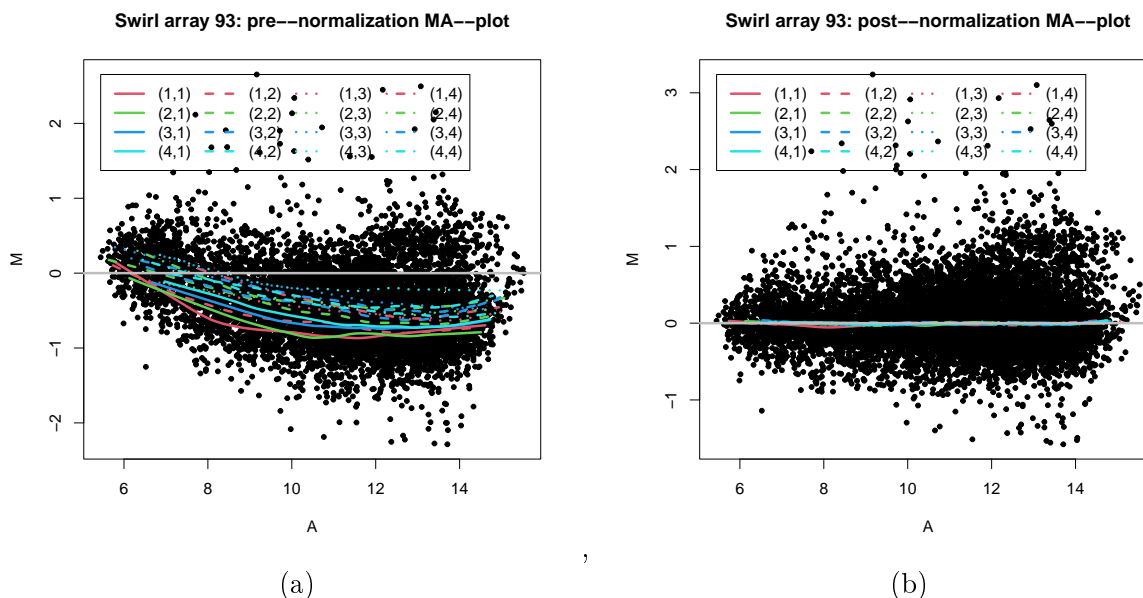 Swirl array 93: pre−−normalization MA−−plot
(1,1) (1,2) (1,3) (1,4)
(2,1) (2,2) (2,3) (2,4)
(3,1) (3,2) (3,3) (3,4)
(4,1) (4,2) (4,3) (4,4)
M
2
1
0
−1
−2
6 8 10 12 14
A
(a)
,
Swirl array 93: post−−normalization MA−−plot
(1,1) (1,2) (1,3) (1,4)
(2,1) (2,2) (2,3) (2,4)
(3,1) (3,2) (3,3) (3,4)
(4,1) (4,2) (4,3) (4,4)
M
3
2
1
0
−1
6 8 10 12 14
A
(b)